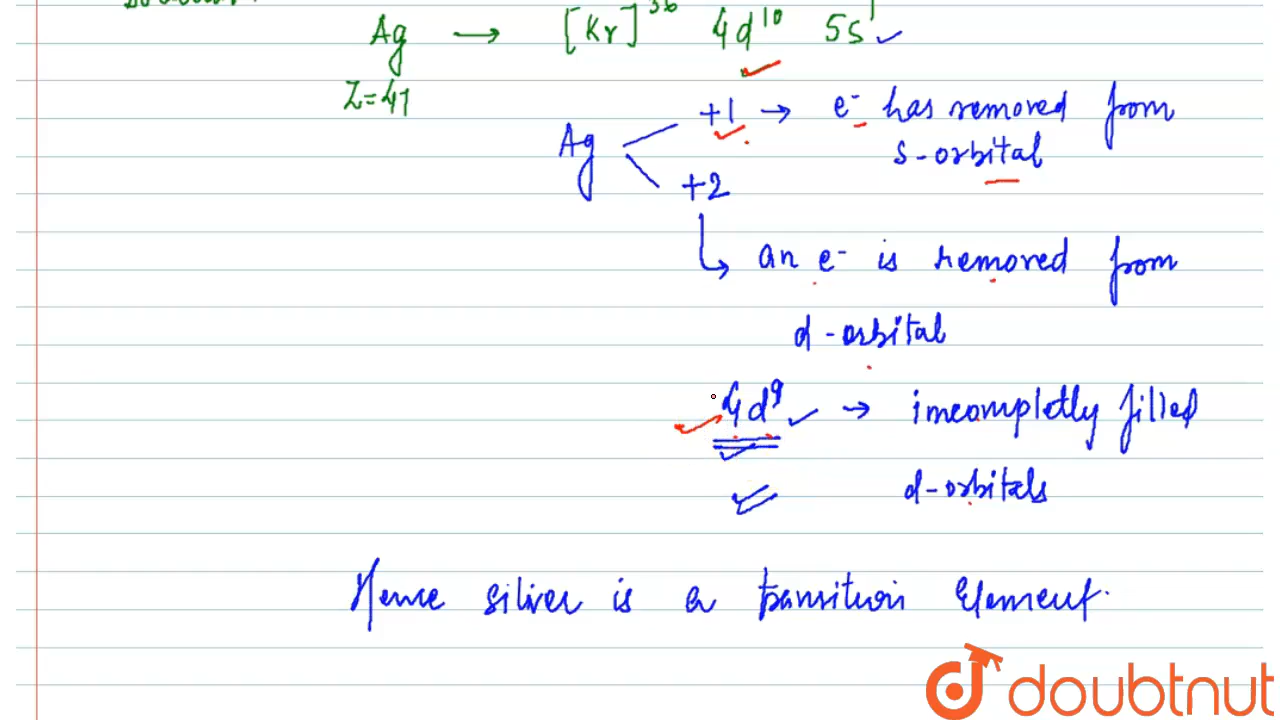 Ag → [Kr]³⁶ 4d¹⁰ 5s¹
Z=47
Ag +1 → e⁻ has removed from
s-orbital
+2
an e⁻ is removed from
d-orbital
4d⁹ → incompletly filled
d-orbitals
Hence silver is a transition element.
doubtnut